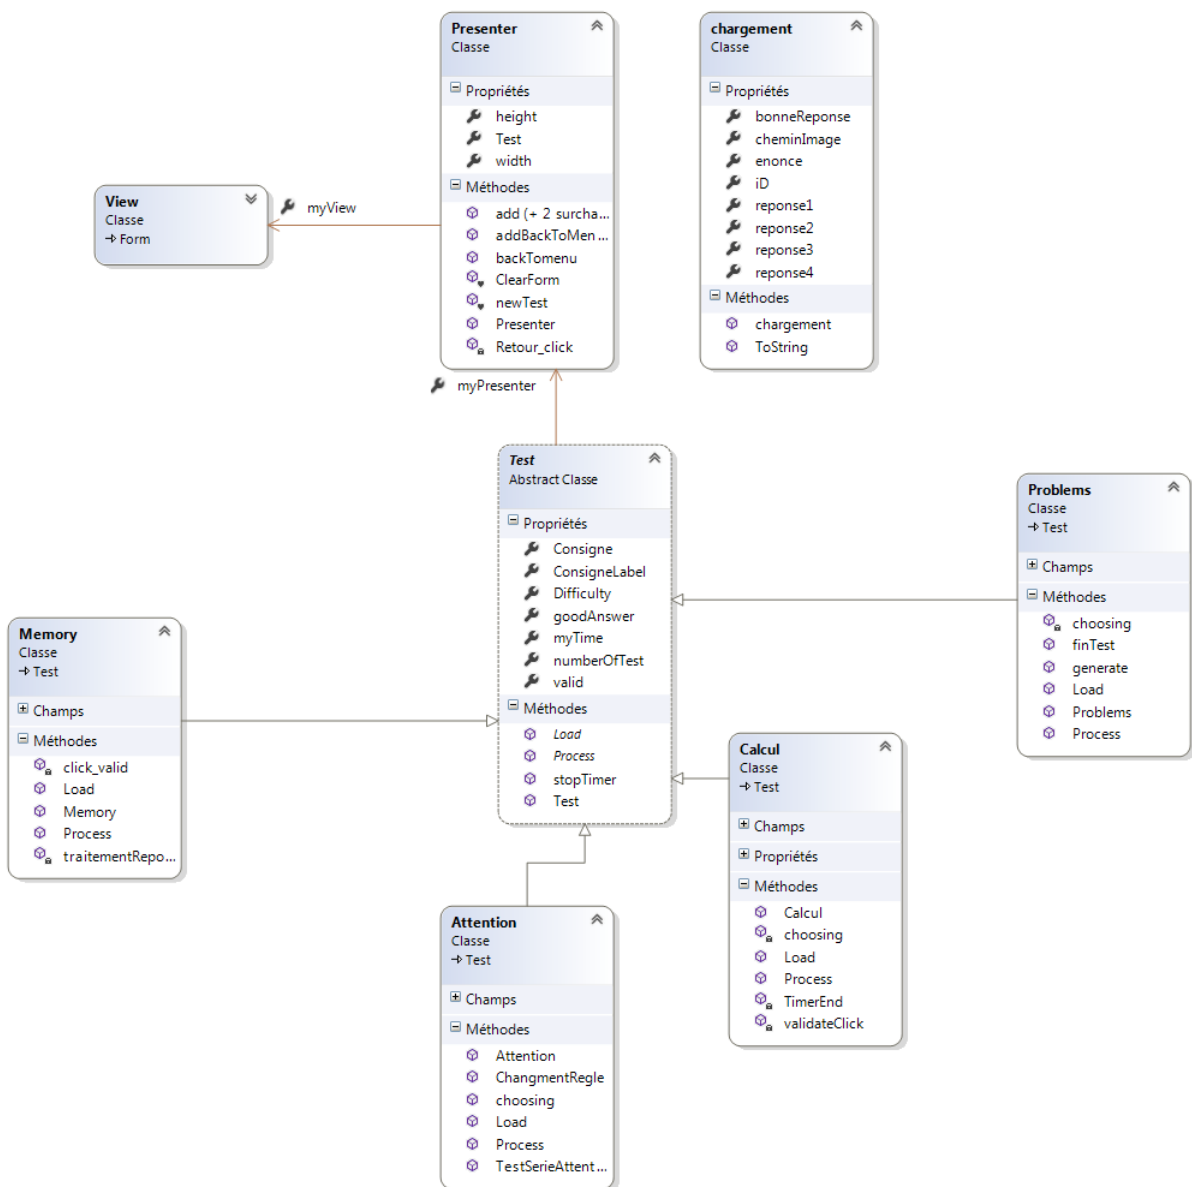 Presenter
Classe
Propriétés
height
Test
width
Méthodes
add (+ 2 surcha...
addBackToMen...
backTomenu
ClearForm
newTest
Presenter
Retour_click
chargement
Classe
Propriétés
bonneReponse
cheminImage
enonce
iD
reponse1
reponse2
reponse3
reponse4
Méthodes
chargement
ToString
View
Classe
Form
myView
myPresenter
Test
Abstract Classe
Propriétés
Consigne
ConsigneLabel
Difficulty
goodAnswer
myTime
numberOfTest
valid
Méthodes
Load
Process
stopTimer
Test
Problems
Classe
Test
Champs
Méthodes
choosing
finTest
generate
Load
Problems
Process
Memory
Classe
Test
Champs
Méthodes
click_valid
Load
Memory
Process
traitementRepo...
Calcul
Classe
Test
Champs
Propriétés
Méthodes
Calcul
choosing
Load
Process
TimerEnd
validateClick
Attention
Classe
Test
Champs
Méthodes
Attention
ChangmentRegle
choosing
Load
Process
TestSerieAttent...